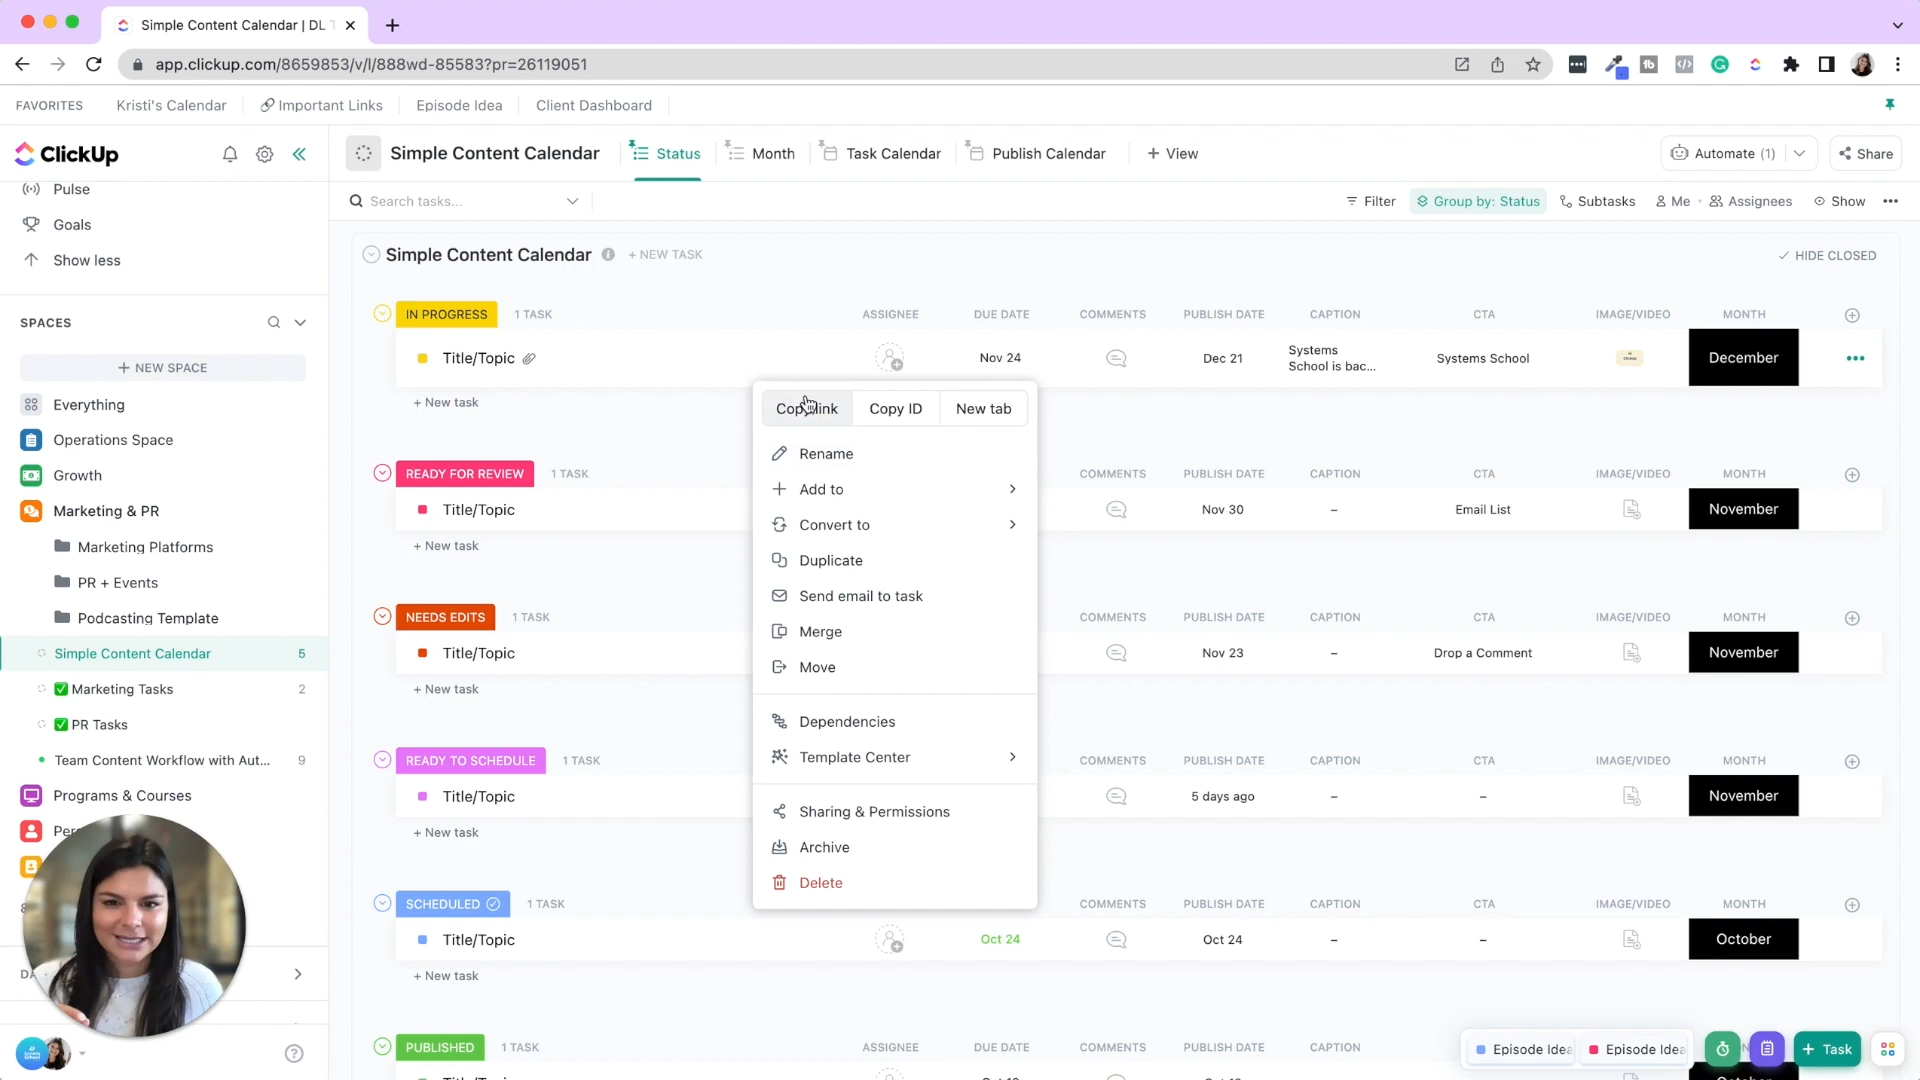 Simple Content Calendar | DL T
app.clickup.com/8659853/v/l/888wd-85583?pr=26119051
FAVORITES
Kristi's Calendar
Important Links
Episode Idea
Client Dashboard
ClickUp
Simple Content Calendar
Status
Month
Task Calendar
Publish Calendar
+ View
Automate (1)
Share
Pulse
Goals
Show less
Search tasks...
Filter
Group by: Status
Subtasks
Me
Assignees
Show
SPACES
+ NEW SPACE
Everything
Operations Space
Growth
Marketing & PR
Marketing Platforms
PR + Events
Podcasting Template
Simple Content Calendar 5
Marketing Tasks 2
PR Tasks
Team Content Workflow with Aut... 9
Programs & Courses
Simple Content Calendar
+ NEW TASK
HIDE CLOSED
IN PROGRESS 1 TASK ASSIGNEE DUE DATE COMMENTS PUBLISH DATE CAPTION CTA IMAGE/VIDEO MONTH
Title/Topic Nov 24 Dec 21 Systems School is bac... Systems School December
+ New task
READY FOR REVIEW 1 TASK COMMENTS PUBLISH DATE CAPTION CTA IMAGE/VIDEO MONTH
Title/Topic Nov 30 – Email List November
+ New task
NEEDS EDITS 1 TASK COMMENTS PUBLISH DATE CAPTION CTA IMAGE/VIDEO MONTH
Title/Topic Nov 23 – Drop a Comment November
+ New task
READY TO SCHEDULE 1 TASK COMMENTS PUBLISH DATE CAPTION CTA IMAGE/VIDEO MONTH
Title/Topic 5 days ago – – November
+ New task
SCHEDULED 1 TASK COMMENTS PUBLISH DATE CAPTION CTA IMAGE/VIDEO MONTH
Title/Topic Oct 24 Oct 24 – – October
+ New task
PUBLISHED 1 TASK ASSIGNEE DUE DATE COMMENTS PUBLISH DATE CAPTION
Copy link
Copy ID
New tab
Rename
Add to
Convert to
Duplicate
Send email to task
Merge
Move
Dependencies
Template Center
Sharing & Permissions
Archive
Delete
Episode Idea
Episode Idea
+ Task